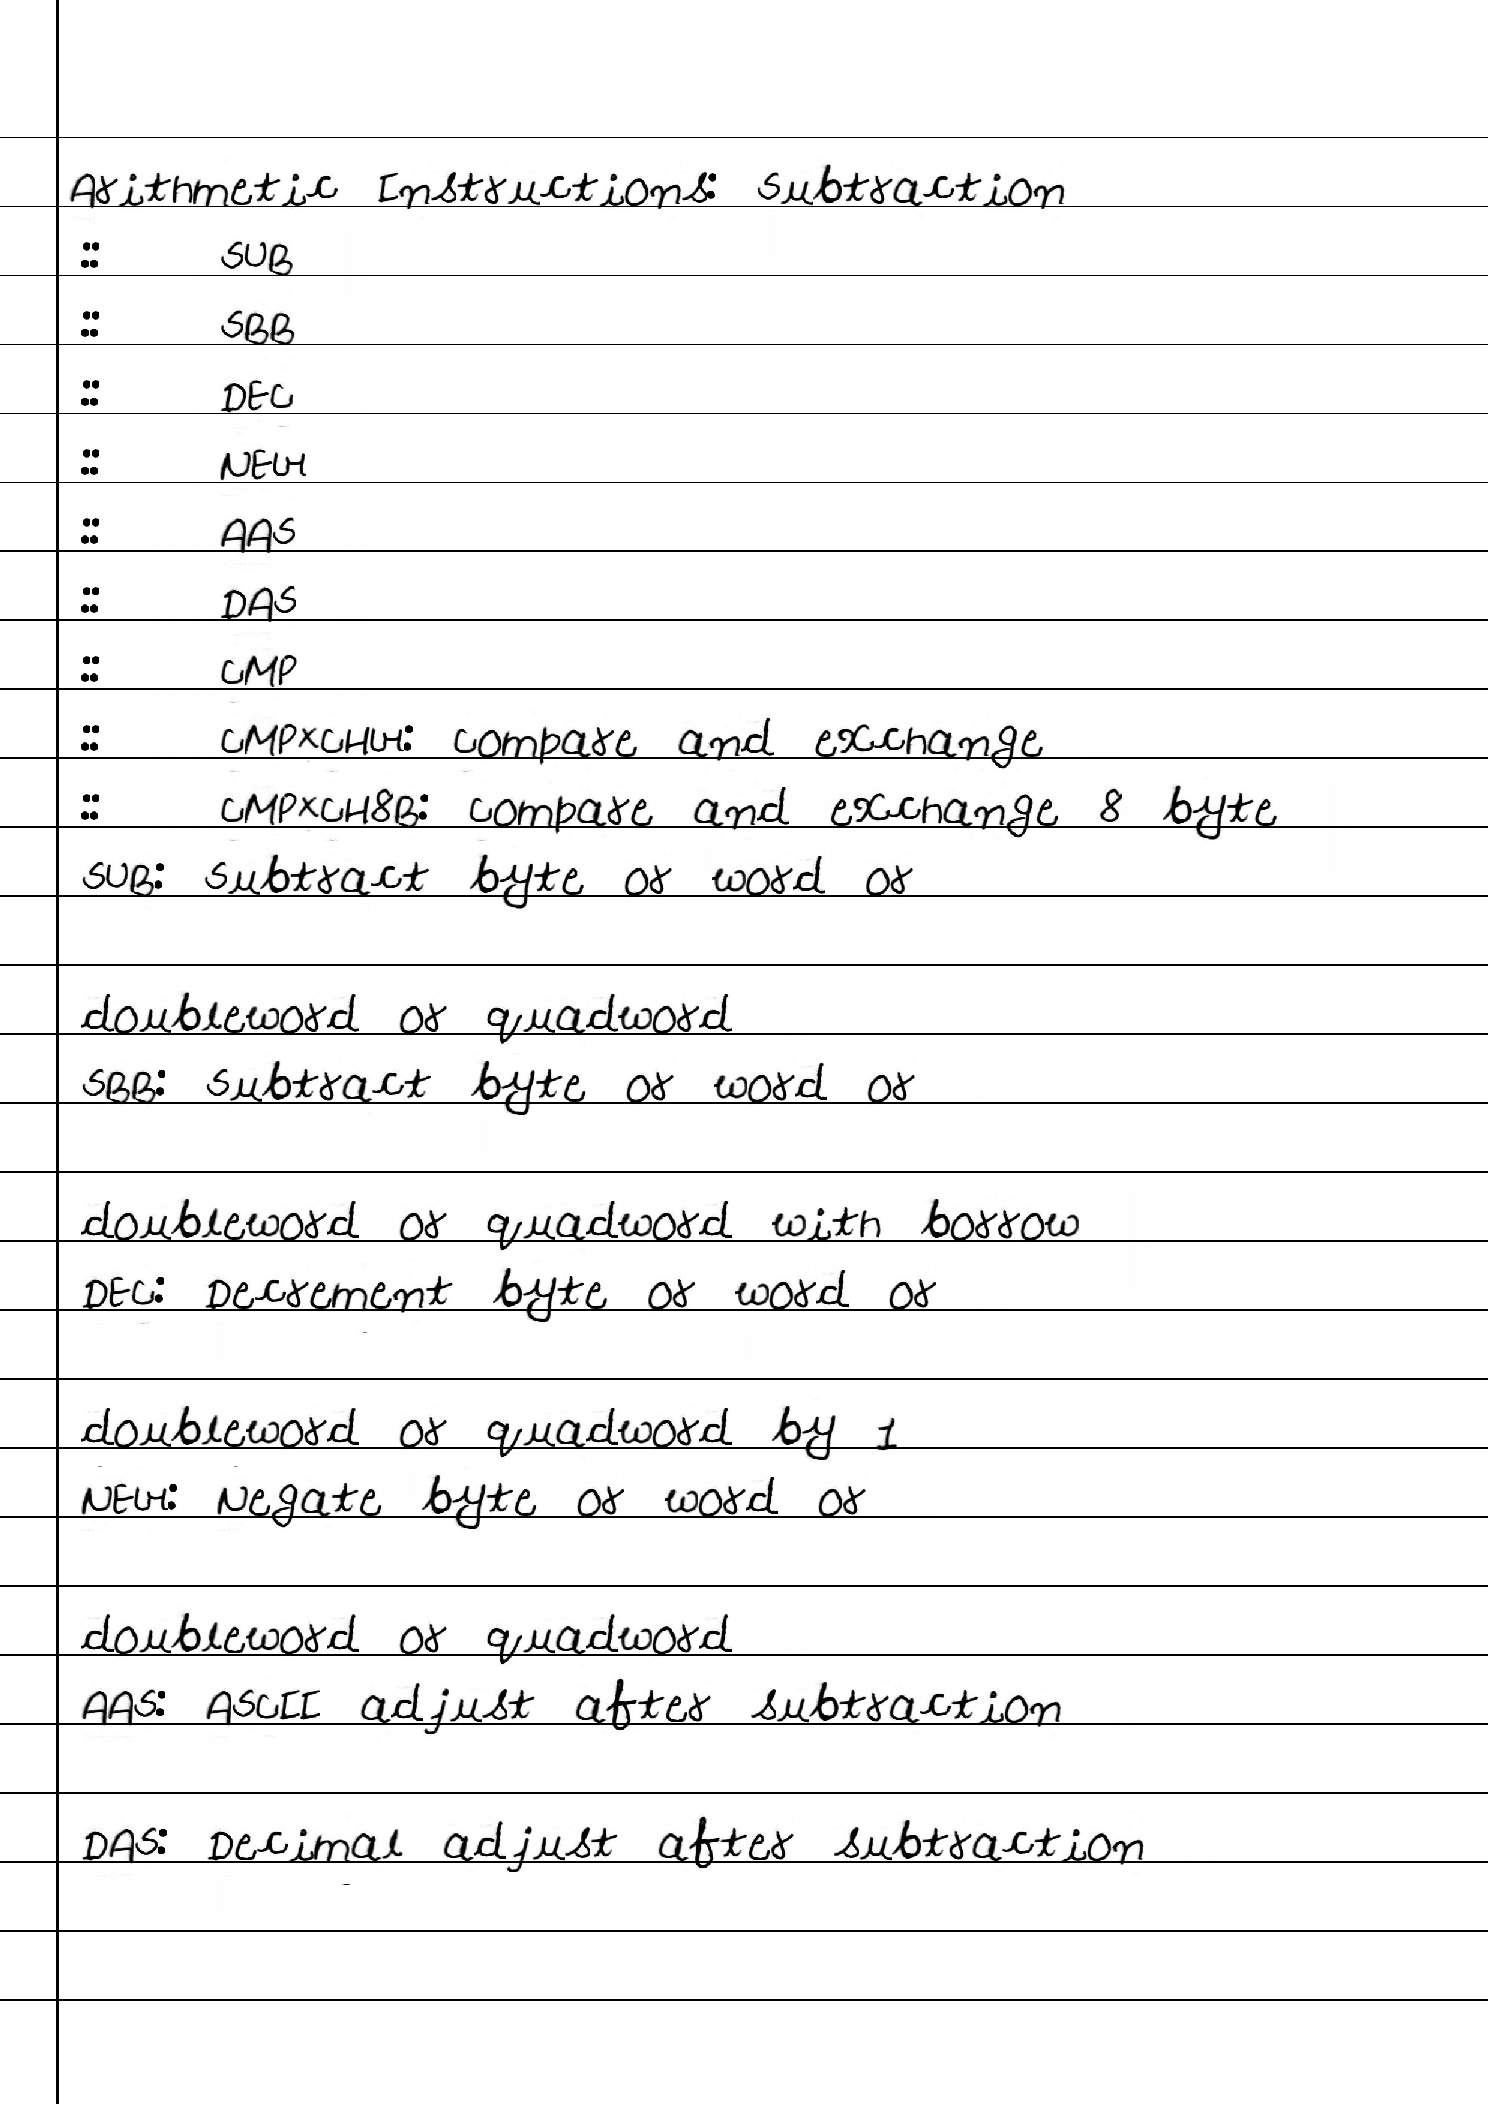 Arithmetic Instructions: subtraction
:: SUB
:: SBB
:: DEC
:: NEG
:: AAS
:: DAS
:: CMP
:: CMPXCHG: compare and exchange
:: CMPXCH8B: compare and exchange 8 byte
SUB: Subtract byte or word or
doubleword or quadword
SBB: Subtract byte or word or
doubleword or quadword with borrow
DEC: Decrement byte or word or
doubleword or quadword by 1
NEG: Negate byte or word or
doubleword or quadword
AAS: ASCII adjust after subtraction
DAS: Decimal adjust after subtraction